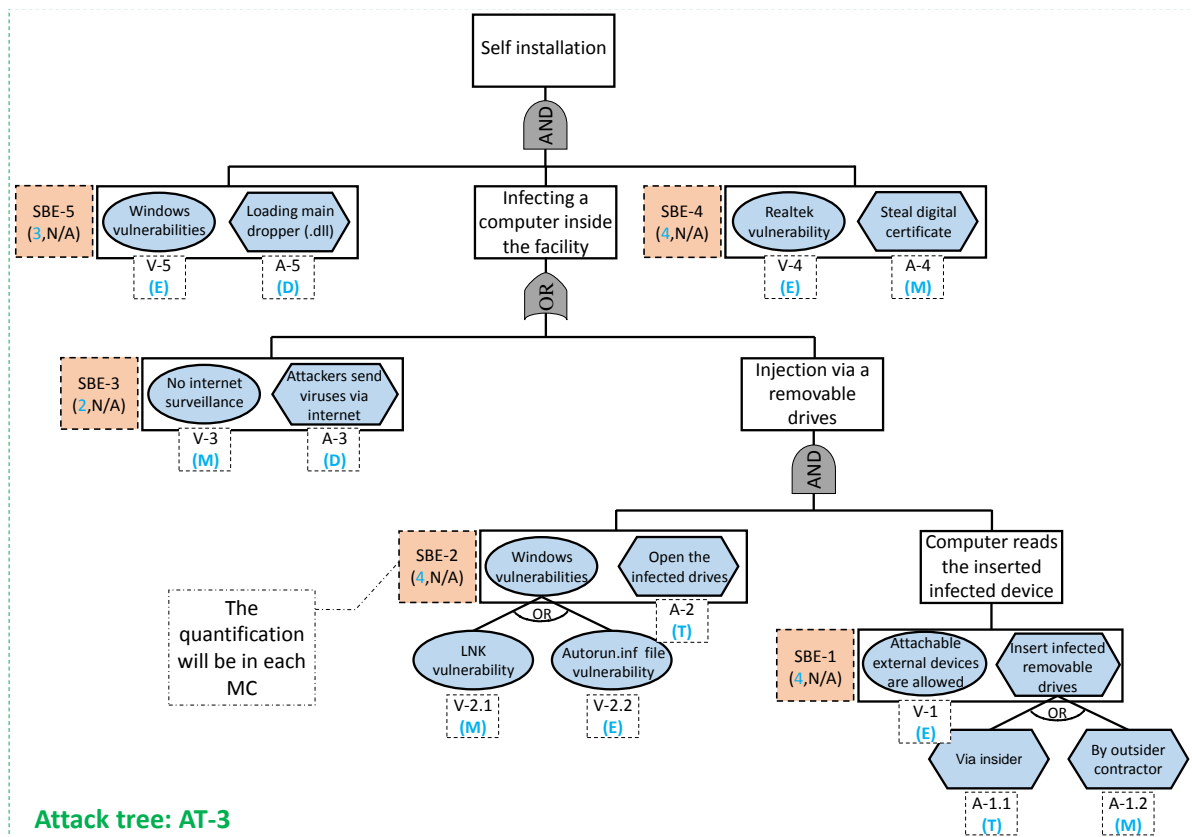 Self installation
AND
SBE-5
(3,N/A)
Windows
vulnerabilities
Loading main
dropper (.dll)
V-5
(E)
A-5
(D)
Infecting a
computer inside
the facility
SBE-4
(4,N/A)
Realtek
vulnerability
Steal digital
certificate
V-4
(E)
A-4
(M)
OR
SBE-3
(2,N/A)
No internet
surveillance
Attackers send
viruses via
internet
V-3
(M)
A-3
(D)
Injection via a
removable
drives
AND
SBE-2
(4,N/A)
Windows
vulnerabilities
Open the
infected drives
A-2
(T)
OR
LNK
vulnerability
Autorun.inf file
vulnerability
V-2.1
(M)
V-2.2
(E)
The
quantification
will be in each
MC
Computer reads
the inserted
infected device
SBE-1
(4,N/A)
Attachable
external devices
are allowed
Insert infected
removable
drives
V-1
(E)
OR
Via insider
By outsider
contractor
A-1.1
(T)
A-1.2
(M)
Attack tree: AT-3